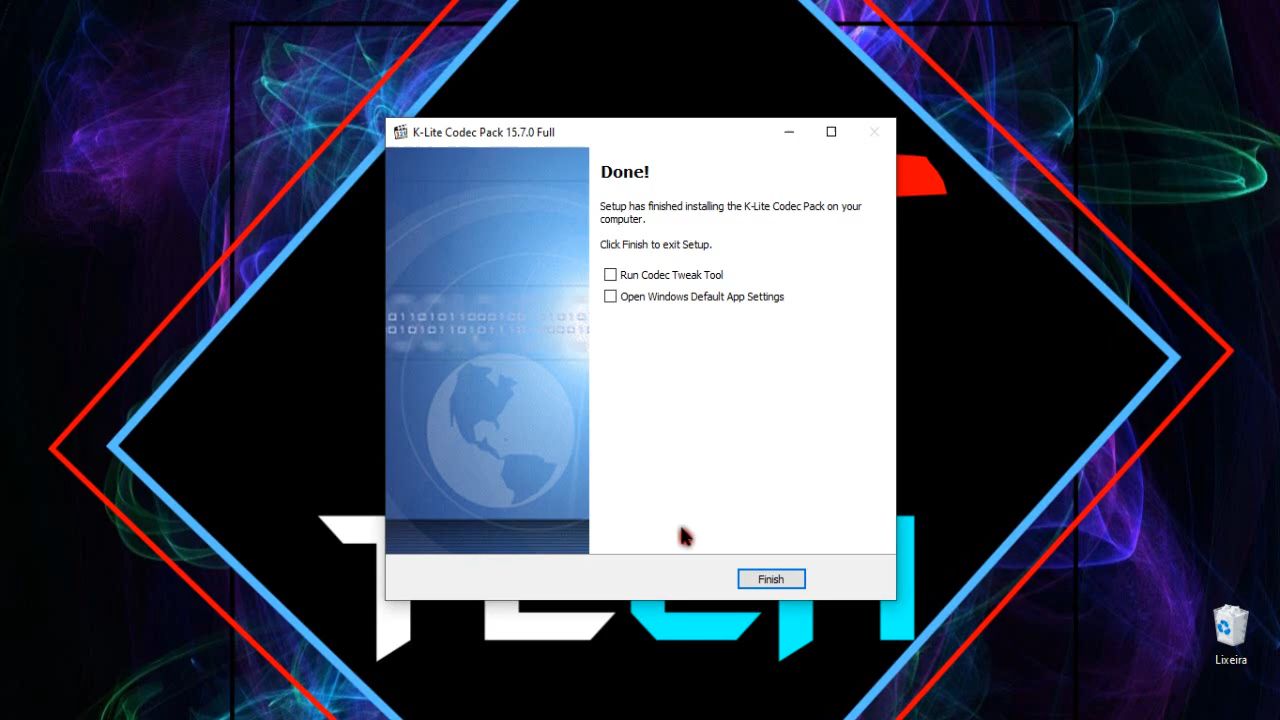 K-Lite Codec Pack 15.7.0 Full
Done!
Setup has finished installing the K-Lite Codec Pack on your
computer.
Click Finish to exit Setup.
Run Codec Tweak Tool
Open Windows Default App Settings
Finish
TECH
Lixeira